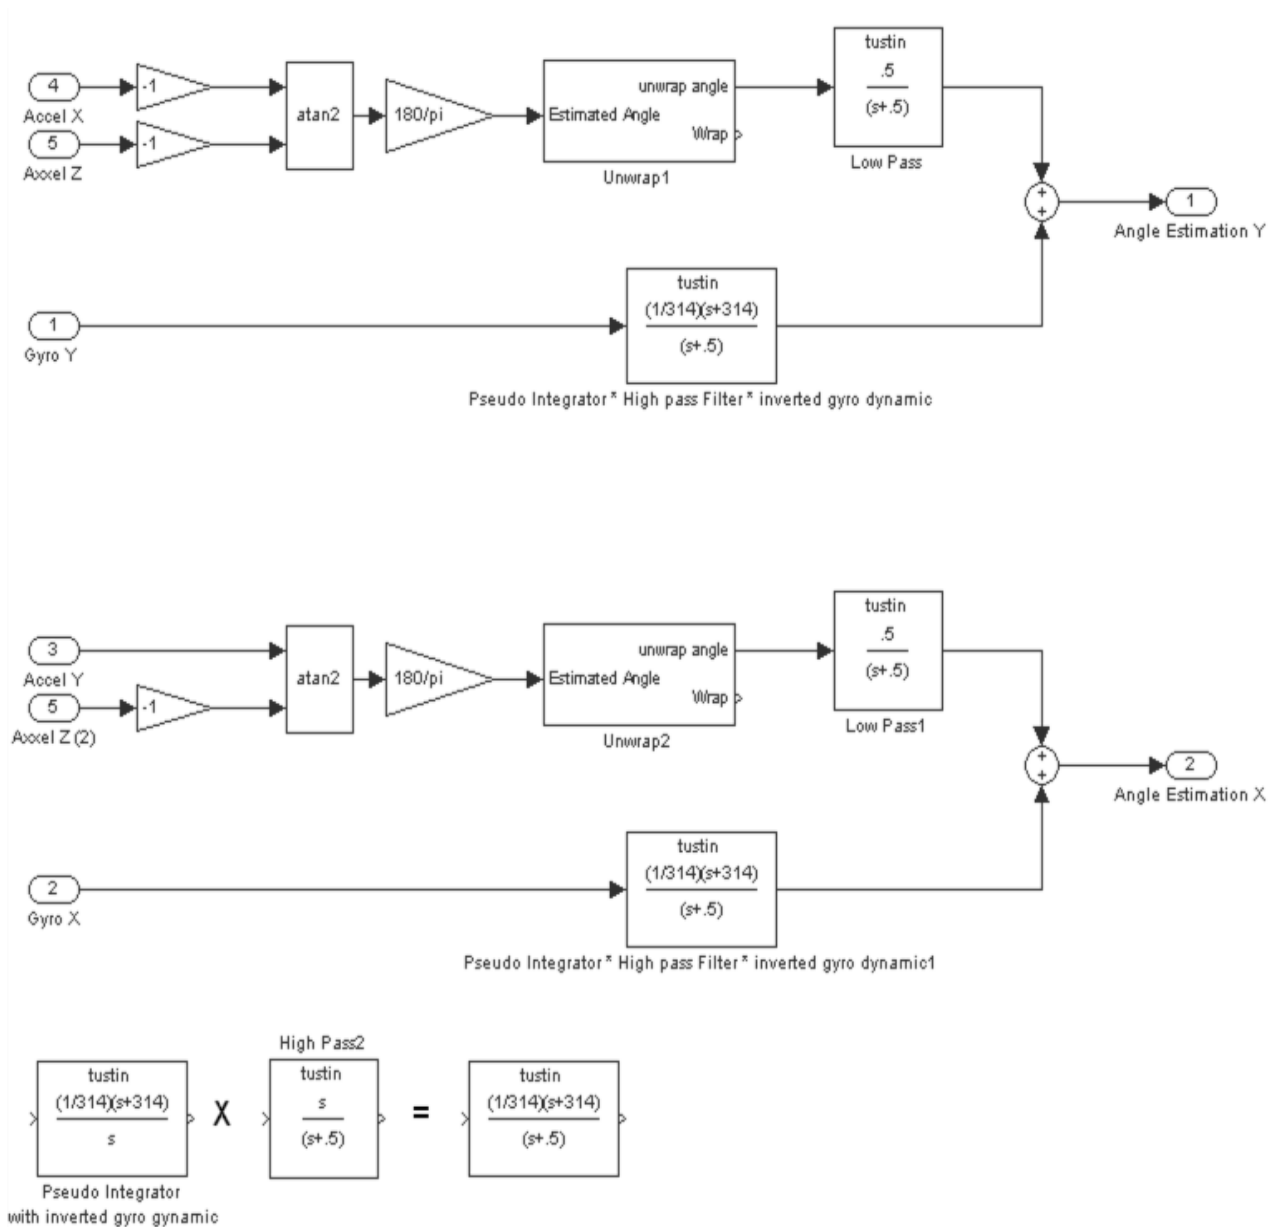 tustin
.5
(s+.5)
Low Pass
4
Accel X
-1
5
Axxel Z
-1
atan2
180/pi
unwrap angle
Estimated Angle
Wrap
Unwrap1
+
+
1
Angle Estimation Y
1
Gyro Y
tustin
(1/314)(s+314)
(s+.5)
Pseudo Integrator * High pass Filter * inverted gyro dynamic
tustin
.5
(s+.5)
Low Pass1
3
Accel Y
5
Axxel Z (2)
-1
atan2
180/pi
unwrap angle
Estimated Angle
Wrap
Unwrap2
+
+
2
Angle Estimation X
2
Gyro X
tustin
(1/314)(s+314)
(s+.5)
Pseudo Integrator * High pass Filter * inverted gyro dynamic1
tustin
(1/314)(s+314)
s
Pseudo Integrator
with inverted gyro gynamic
X
High Pass2
tustin
s
(s+.5)
=
tustin
(1/314)(s+314)
(s+.5)